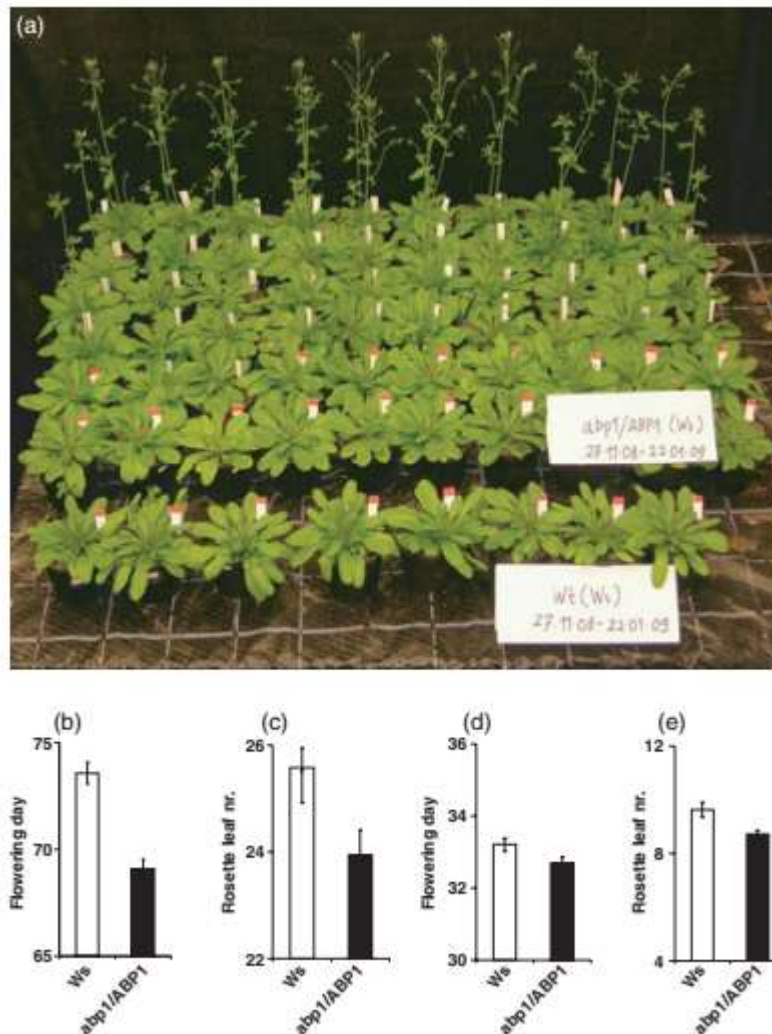 (a)
abp1/ABP1 (Ws)
27.11.08-22.01.09
Wt (Ws)
27.11.08-22.01.09
(b)
75
70
65
Flowering day
Ws
abp1/ABP1
(c)
26
24
22
Rosette leaf nr.
Ws
abp1/ABP1
(d)
36
34
32
30
Flowering day
Ws
abp1/ABP1
(e)
12
8
4
Rosette leaf nr.
Ws
abp1/ABP1